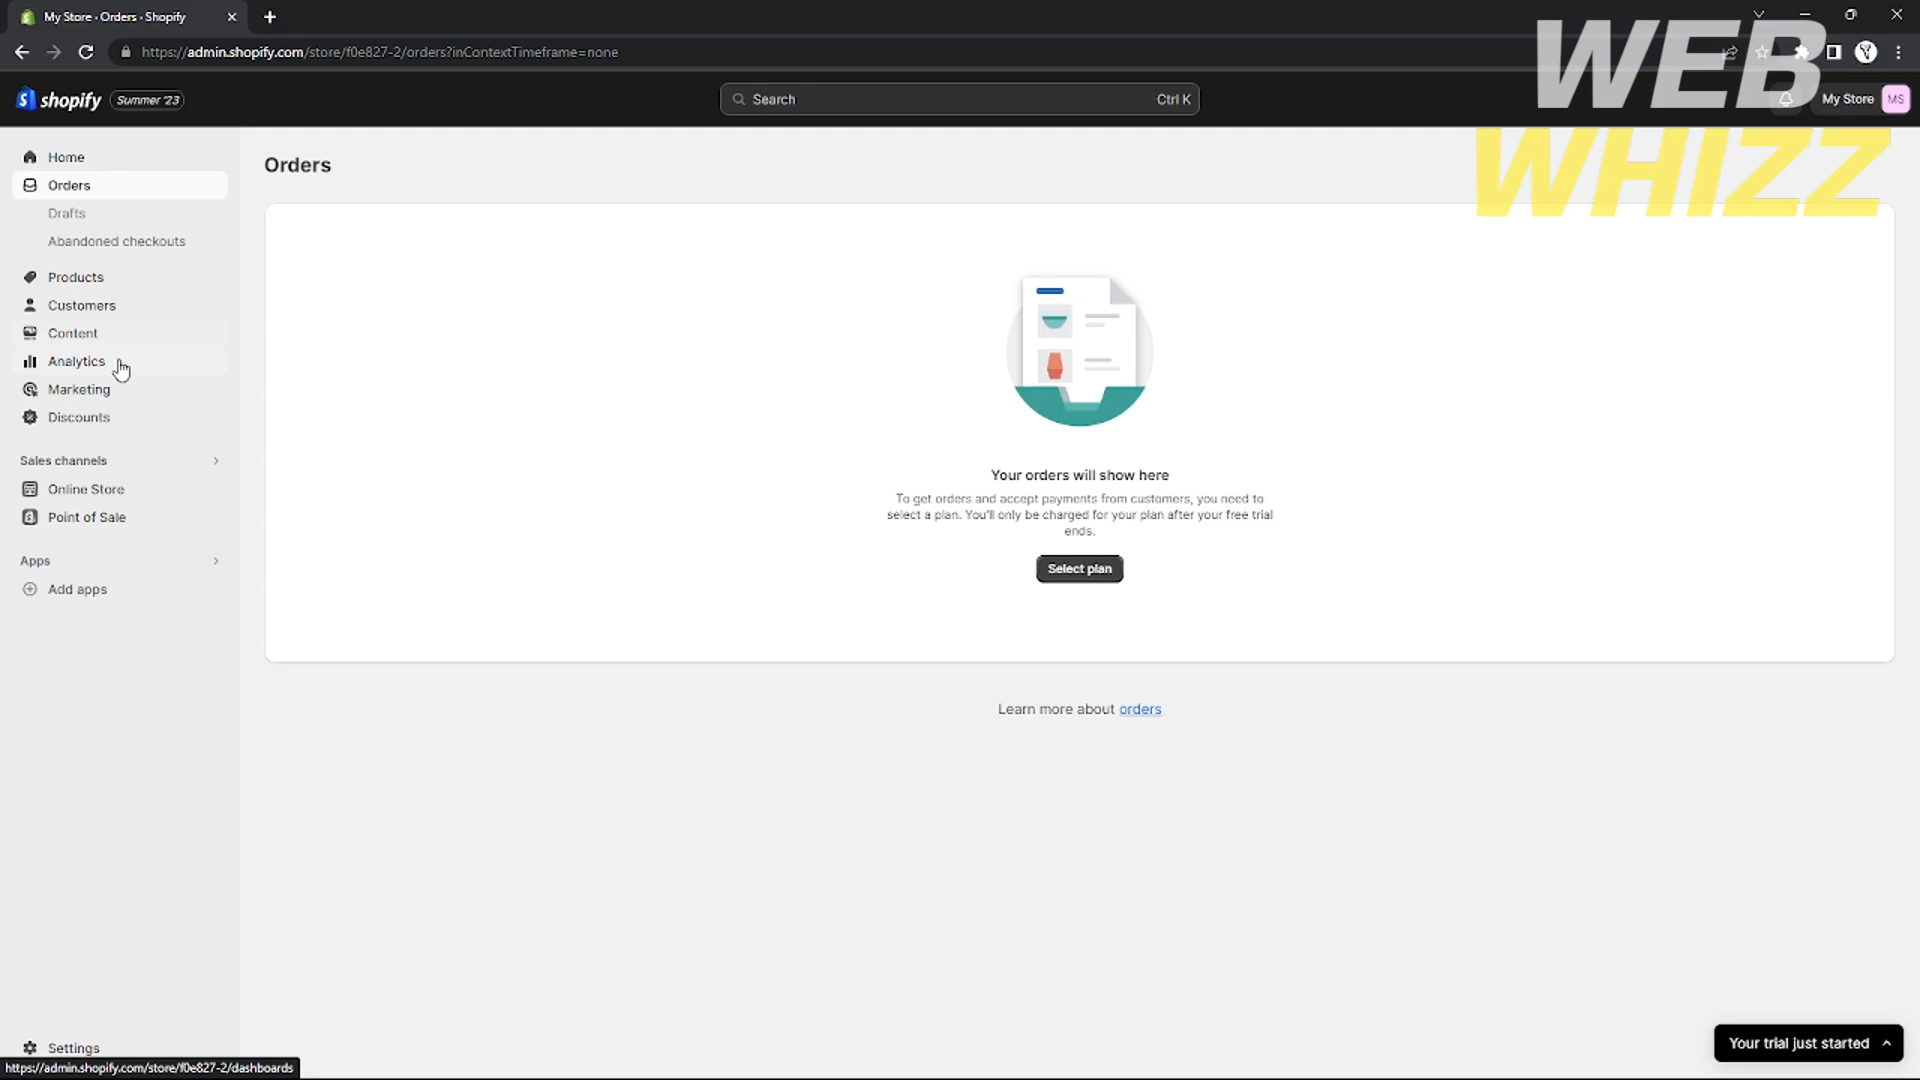 My Store · Orders · Shopify
https://admin.shopify.com/store/f0e827-2/orders?inContextTimeframe=none
WEB
WHIZZ
shopify
Summer '23
Search
Ctrl K
My Store
MS
Home
Orders
Drafts
Abandoned checkouts
Products
Customers
Content
Analytics
Marketing
Discounts
Sales channels
Online Store
Point of Sale
Apps
Add apps
Settings
Orders
Your orders will show here
To get orders and accept payments from customers, you need to
select a plan. You'll only be charged for your plan after your free trial
ends.
Select plan
Learn more about orders
Your trial just started
https://admin.shopify.com/store/f0e827-2/dashboards